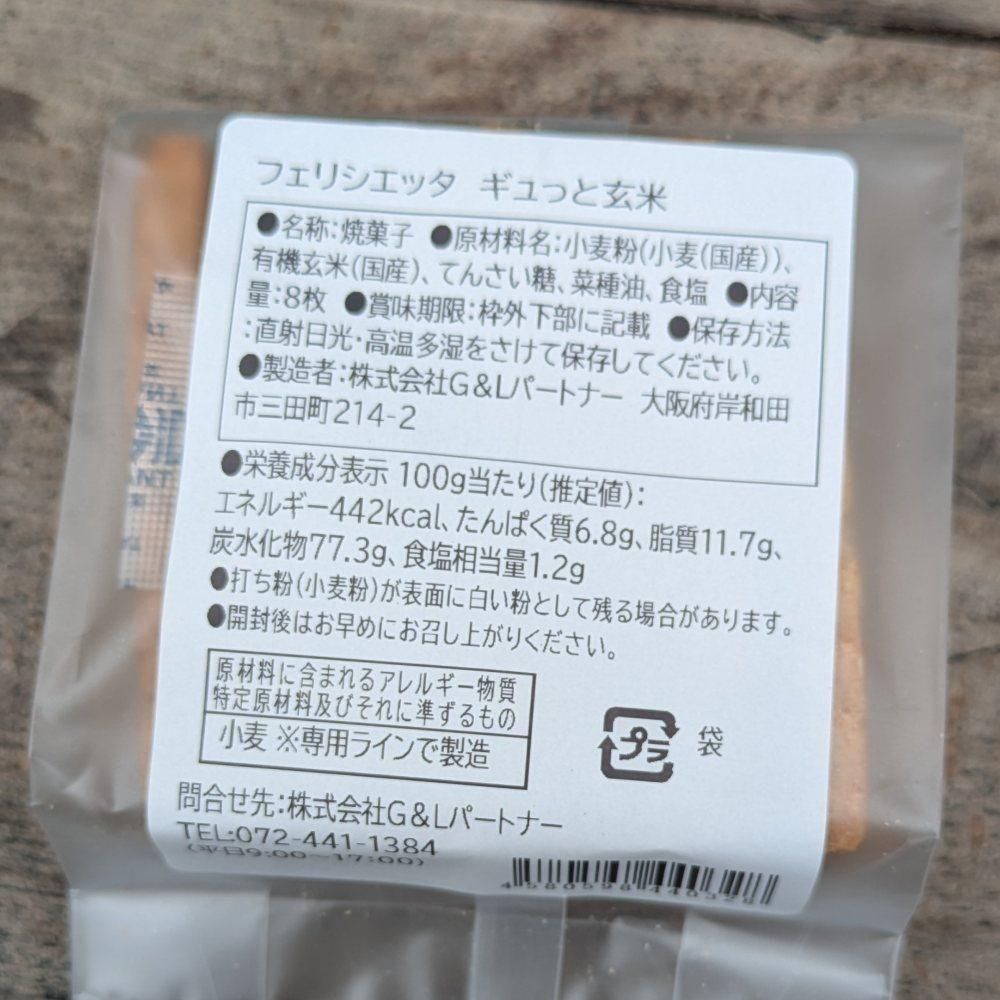 フェリシエッタ ギュっと玄米
●名称:焼菓子 ●原材料名:小麦粉(小麦(国産))、
有機玄米(国産)、てんさい糖、菜種油、食塩 ●内容
量:8枚 ●賞味期限:枠外下部に記載 ●保存方法
:直射日光・高温多湿をさけて保存してください。
●製造者:株式会社G&Lパートナー 大阪府岸和田
市三田町214-2
●栄養成分表示 100g当たり(推定値):
エネルギー442kcal、たんぱく質6.8g、脂質11.7g、
炭水化物77.3g、食塩相当量1.2g
●打ち粉(小麦粉)が表面に白い粉として残る場合があります。
●開封後はお早めにお召し上がりください。
原材料に含まれるアレルギー物質
特定原材料及びそれに準ずるもの
小麦 ※専用ラインで製造
プラ 袋
問合せ先:株式会社G&Lパートナー
TEL:072-441-1384
(平日9:00~17:00)